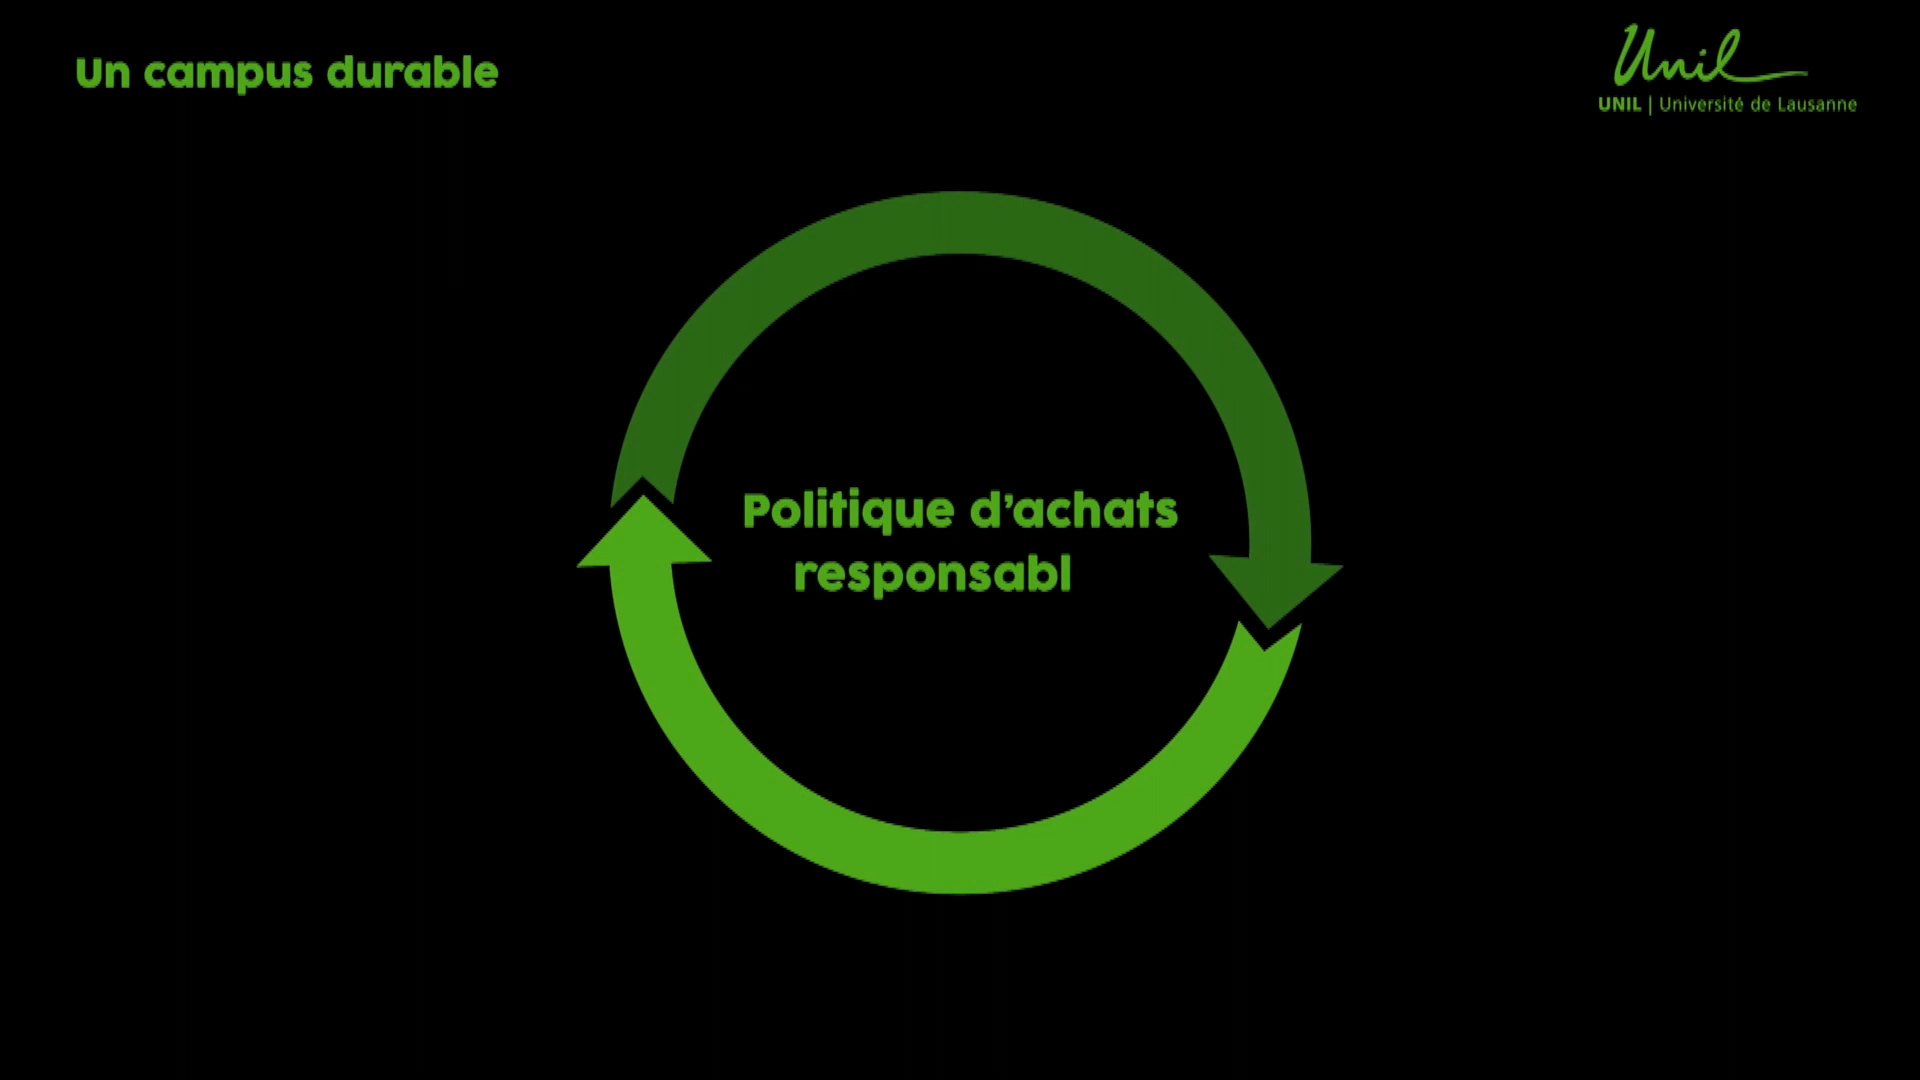 Un campus durable
Unil
UNIL | Université de Lausanne
Politique d'achats
responsabl